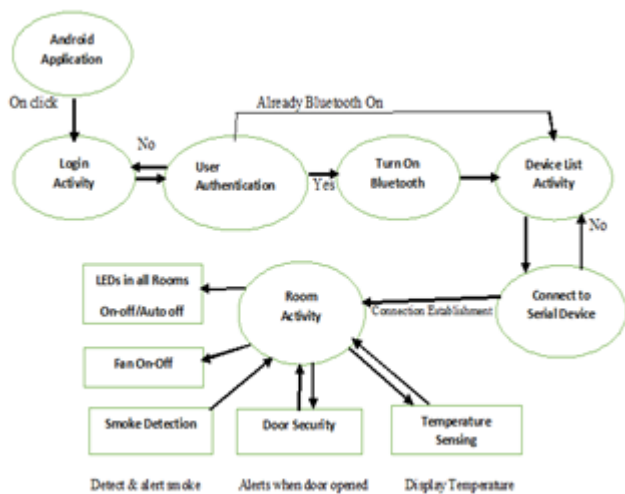 Android
Application
On click
Already Bluetooth On
No
Login
Activity
User
Authentication
Yes
Turn On
Bluetooth
Device List
Activity
No
LEDs in all Rooms
On-off/Auto off
Room
Activity
Connection Establishment
Connect to
Serial Device
Fan On-Off
Smoke Detection
Door Security
Temperature
Sensing
Detect & alert smoke
Alerts when door opened
Display Temperature